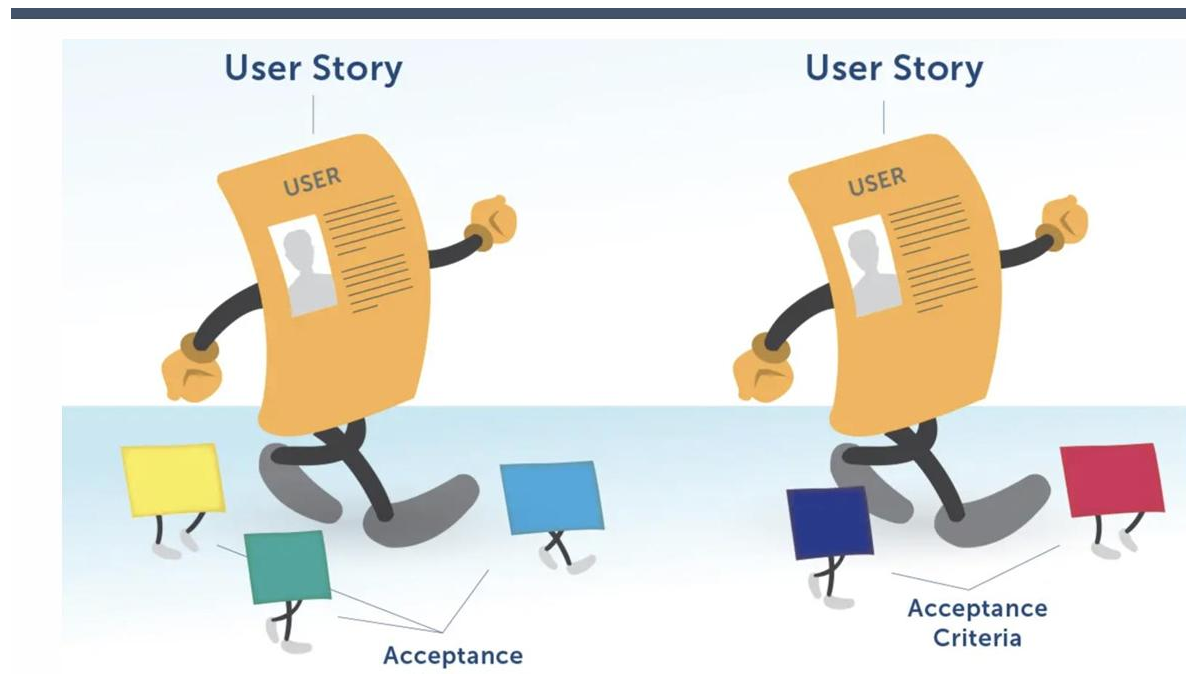 User Story
User Story
USER
USER
Acceptance
Criteria
Acceptance